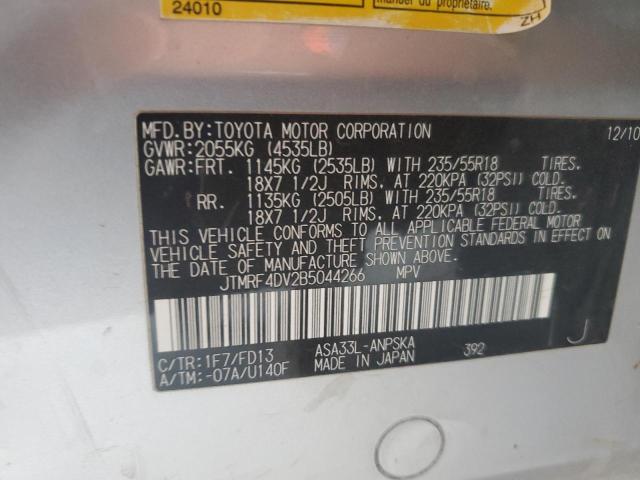 24010
manuel du propriétaire.
ZH
MFD.BY:TOYOTA MOTOR CORPORATION 12/10
GVWR:2055KG (4535LB)
GAWR:FRT. 1145KG (2535LB) WITH 235/55R18 TIRES.
18X7 1/2J RIMS, AT 220KPA (32PSI) COLD.
RR. 1135KG (2505LB) WITH 235/55R18 TIRES.
18X7 1/2J RIMS, AT 220KPA (32PSI) COLD.
THIS VEHICLE CONFORMS TO ALL APPLICABLE FEDERAL MOTOR
VEHICLE SAFETY AND THEFT PREVENTION STANDARDS IN EFFECT ON
THE DATE OF MANUFACTURE SHOWN ABOVE.
JTMRF4DV2B5044266 MPV
C/TR:1F7/FD13 ASA33L-ANPSKA 392 J
A/TM:-07A/U140F MADE IN JAPAN